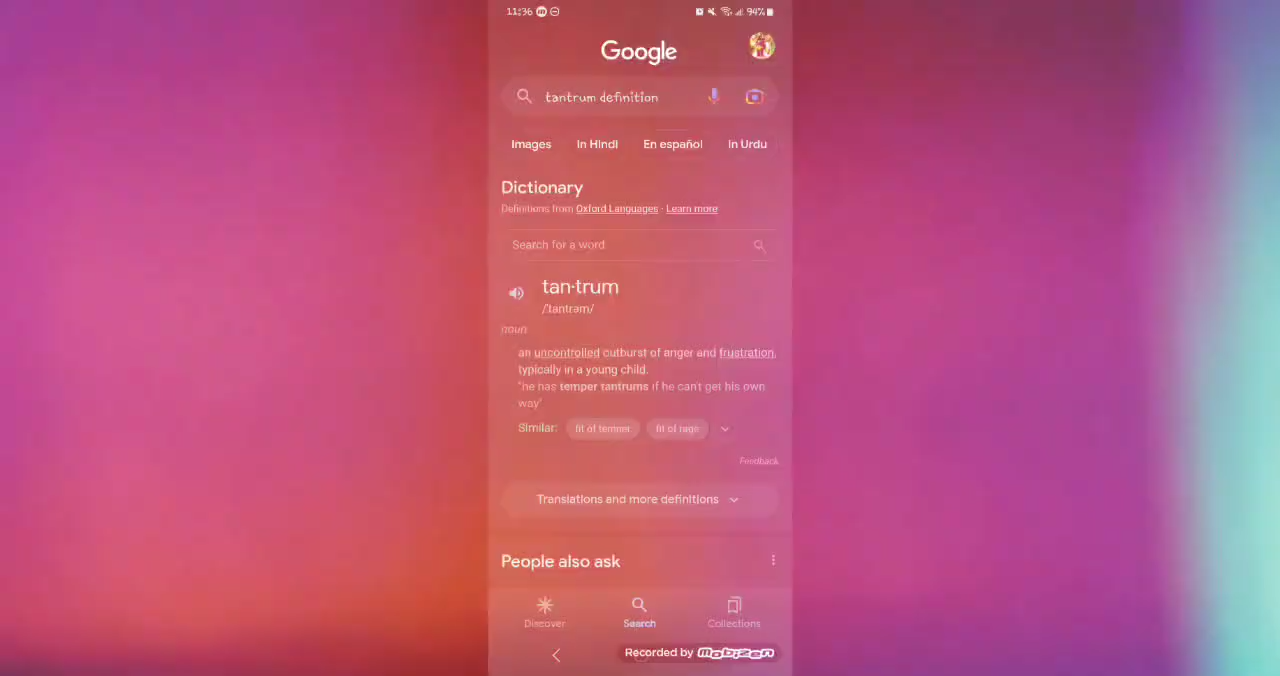 11:36 94%
Google
tantrum definition
Images In Hindi En español In Urdu
Dictionary
Definitions from Oxford Languages · Learn more
Search for a word
tan·trum
/ˈtantrəm/
noun
an uncontrolled outburst of anger and frustration,
typically in a young child.
"he has temper tantrums if he can't get his own
way"
Similar: fit of temper fit of rage
Feedback
Translations and more definitions
People also ask
Discover Search Collections
Recorded by mobizen